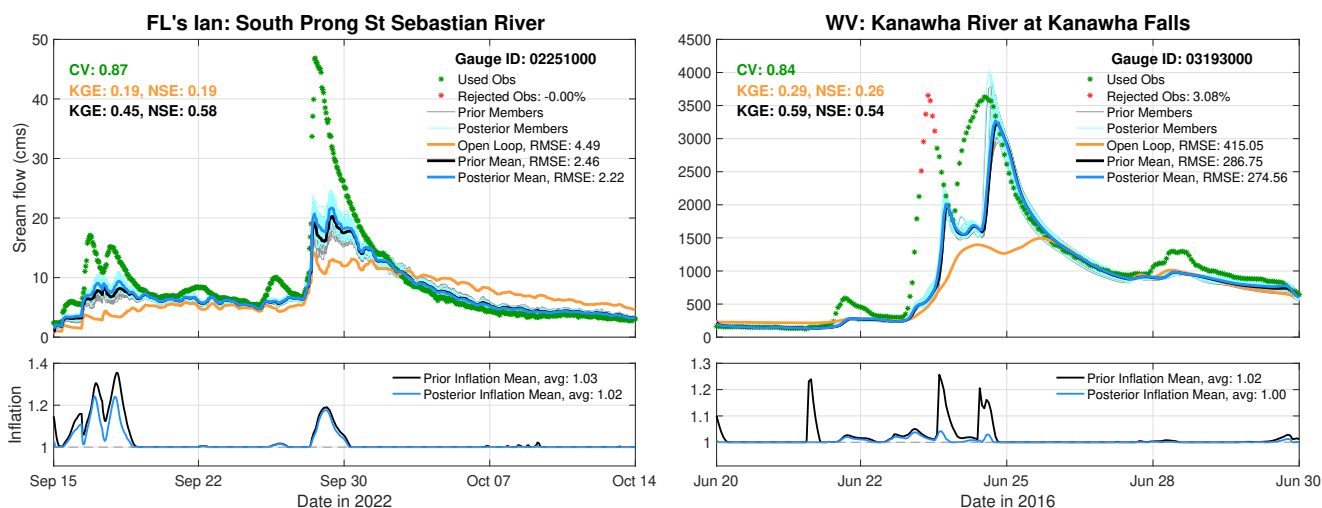 FL's Ian: South Prong St Sebastian River
50
40
30
20
10
0
Sream flow (cms)
CV: 0.87
KGE: 0.19, NSE: 0.19
KGE: 0.45, NSE: 0.58
Gauge ID: 02251000
Used Obs
Rejected Obs: -0.00%
Prior Members
Posterior Members
Open Loop, RMSE: 4.49
Prior Mean, RMSE: 2.46
Posterior Mean, RMSE: 2.22
1.4
1.2
1
Inflation
Prior Inflation Mean, avg: 1.03
Posterior Inflation Mean, avg: 1.02
Sep 15 Sep 22 Sep 30 Oct 07 Oct 14
Date in 2022
WV: Kanawha River at Kanawha Falls
4500
4000
3500
3000
2500
2000
1500
1000
500
0
CV: 0.84
KGE: 0.29, NSE: 0.26
KGE: 0.59, NSE: 0.54
Gauge ID: 03193000
Used Obs
Rejected Obs: 3.08%
Prior Members
Posterior Members
Open Loop, RMSE: 415.05
Prior Mean, RMSE: 286.75
Posterior Mean, RMSE: 274.56
1.3
1.2
1.1
1
Prior Inflation Mean, avg: 1.02
Posterior Inflation Mean, avg: 1.00
Jun 20 Jun 22 Jun 25 Jun 28 Jun 30
Date in 2016